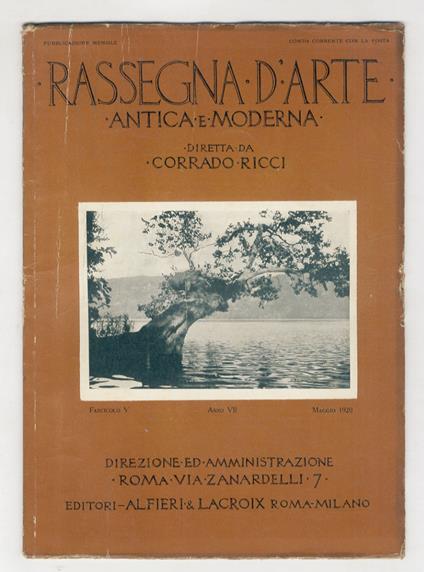 PUBBLICAZIONE MENSILE CONTO CORRENTE CON LA POSTA
·RASSEGNA·D'ARTE·
·ANTICA·E·MODERNA·
·DIRETTA·DA
·CORRADO·RICCI
FASCICOLO V ANNO VII MAGGIO 1920
DIREZIONE·ED·AMMINISTRAZIONE
·ROMA·VIA·ZANARDELLI·7·
EDITORI–ALFIERI·&·LACROIX·ROMA·MILANO